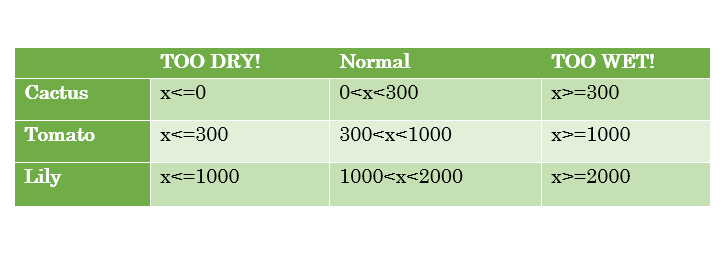 TOO DRY! Normal TOO WET!
Cactus x<=0 0<x<300 x>=300
Tomato x<=300 300<x<1000 x>=1000
Lily x<=1000 1000<x<2000 x>=2000